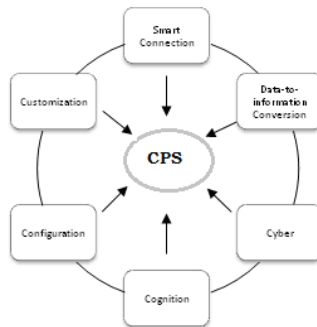 Smart
Connection
Customization
Data-to-
information
Conversion
CPS
Configuration
Cyber
Cognition